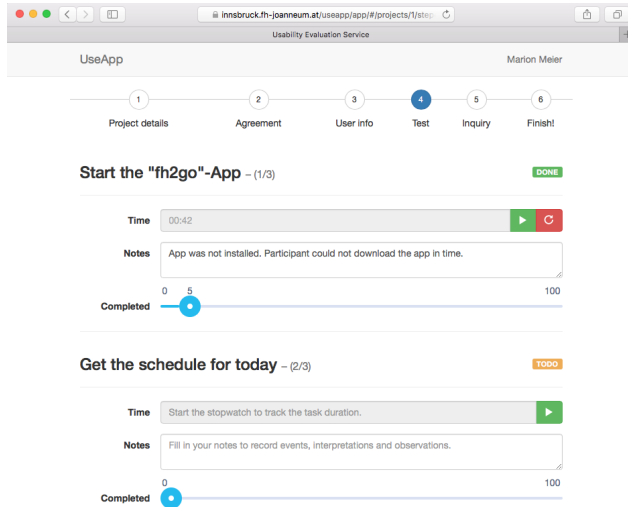 innsbruck.fh-joanneum.at/useapp/app/#/projects/1/step
Usability Evaluation Service
UseApp Marion Meier
1 2 3 4 5 6
Project details Agreement User info Test Inquiry Finish!
Start the "fh2go"-App – (1/3) DONE
Time 00:42
Notes App was not installed. Participant could not download the app in time.
0 5 100
Completed
Get the schedule for today – (2/3) TODO
Time Start the stopwatch to track the task duration.
Notes Fill in your notes to record events, interpretations and observations.
0 100
Completed